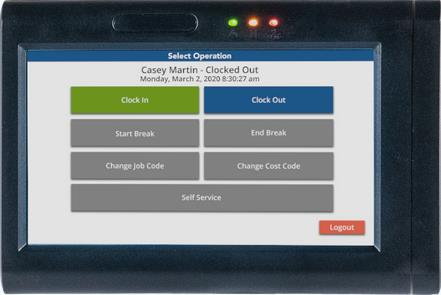 Select Operation
Casey Martin - Clocked Out
Monday, March 2, 2020 8:30:27 am
Clock In
Clock Out
Start Break
End Break
Change Job Code
Change Cost Code
Self Service
Logout